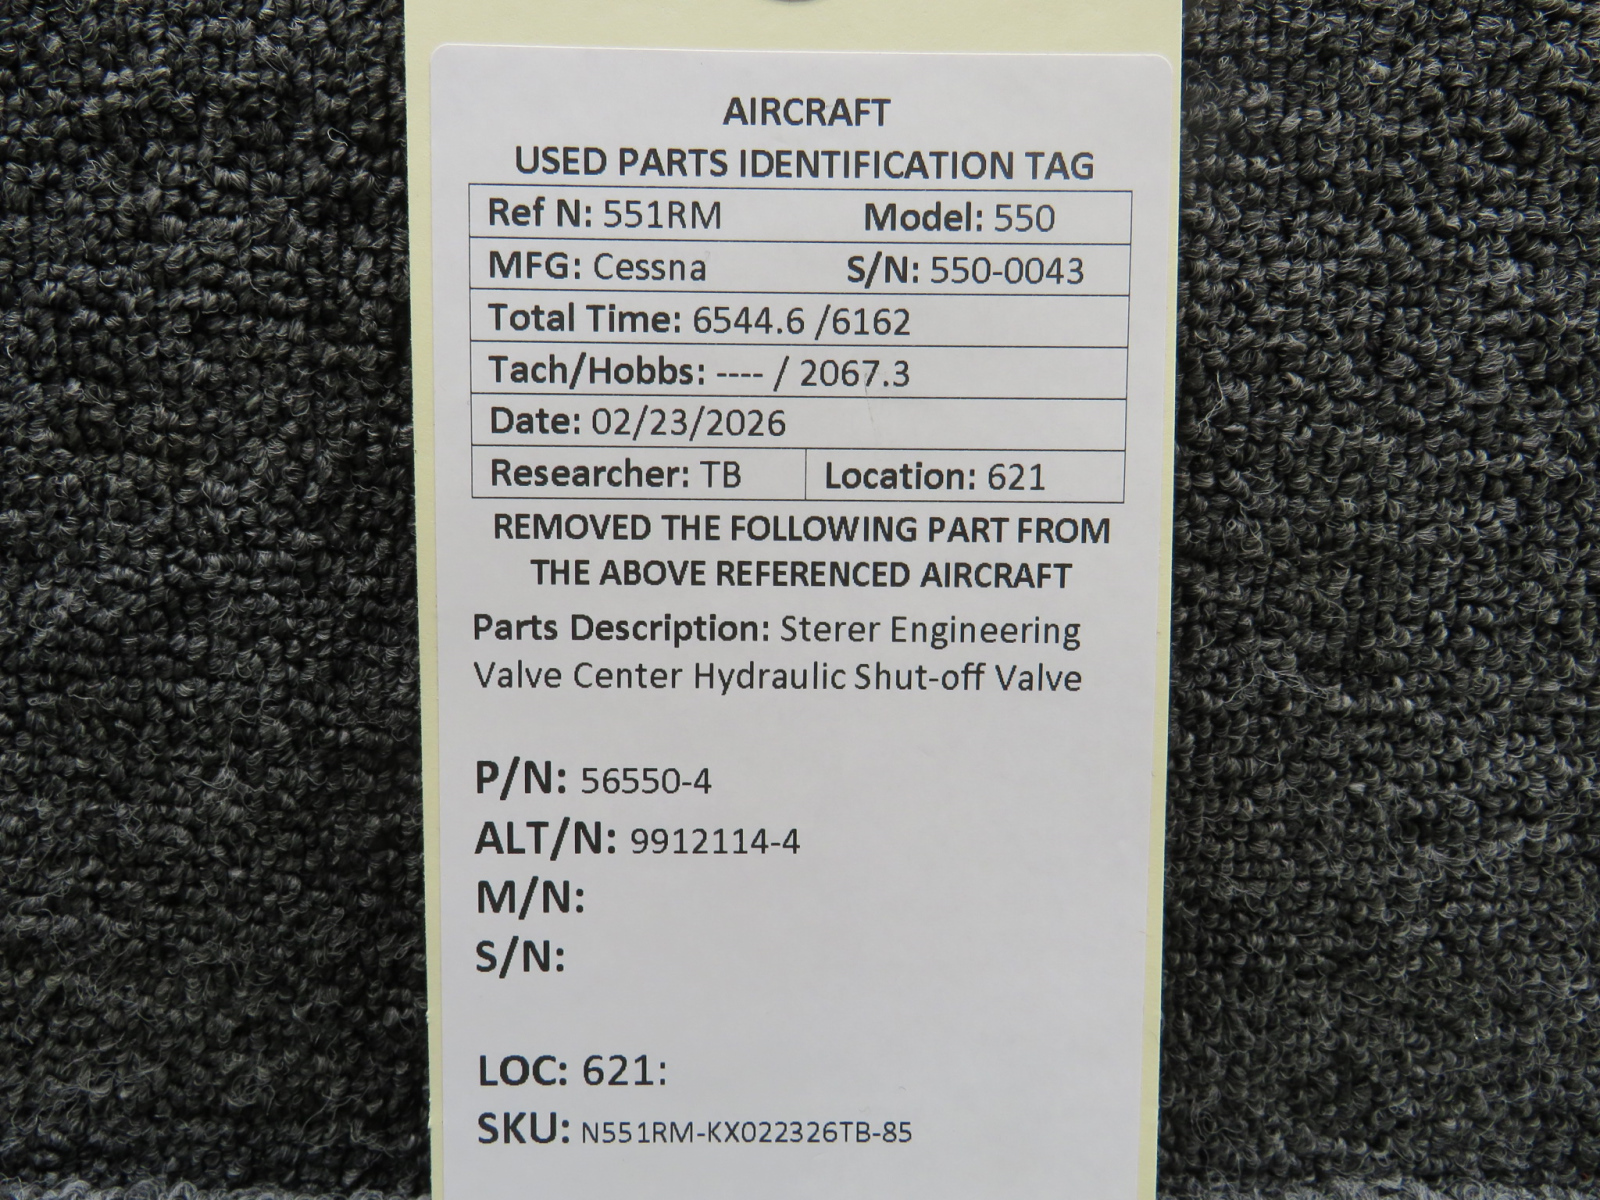 AIRCRAFT
USED PARTS IDENTIFICATION TAG
Ref N: 551RM Model: 550
MFG: Cessna S/N: 550-0043
Total Time: 6544.6 /6162
Tach/Hobbs: ---- / 2067.3
Date: 02/23/2026
Researcher: TB Location: 621
REMOVED THE FOLLOWING PART FROM
THE ABOVE REFERENCED AIRCRAFT
Parts Description: Sterer Engineering
Valve Center Hydraulic Shut-off Valve
P/N: 56550-4
ALT/N: 9912114-4
M/N:
S/N:
LOC: 621:
SKU: N551RM-KX022326TB-85